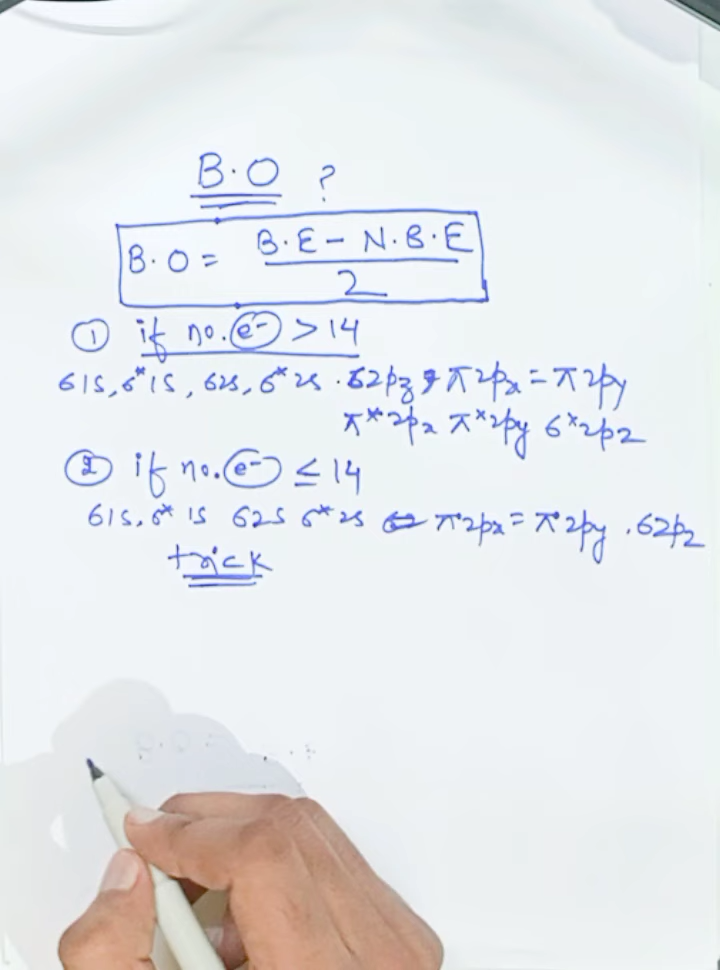 B.O ?
B.O = B.E - N.B.E
2
① if no. e- > 14
σ1s, σ*1s, σ2s, σ*2s . σ2pz, π2px = π2py
π*2px π*2py σ*2pz
② if no. e- ≤ 14
σ1s, σ*1s σ2s σ*2s π2px = π2py . σ2pz
trick